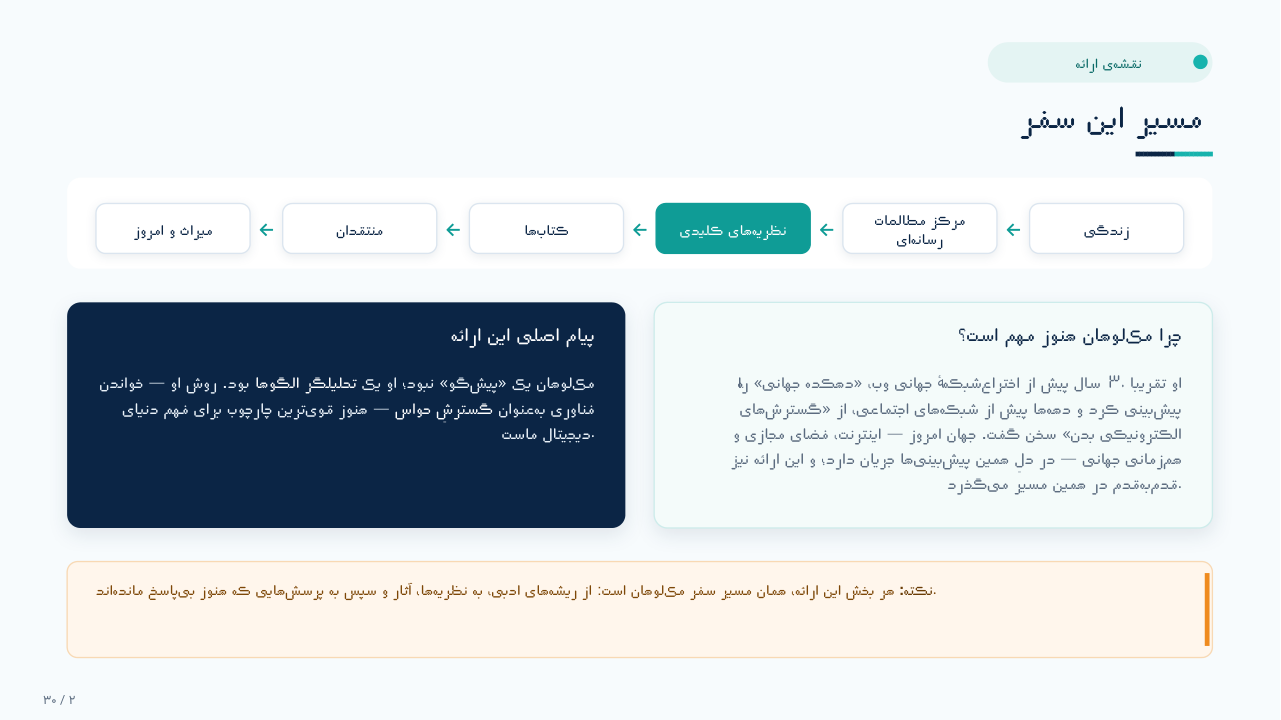 نقشه‌ی ارائه
مسیر این سفر
زندگی
مرکز مطالعات
رسانه‌ای
نظریه‌های کلیدی
کتاب‌ها
منتقدان
میراث و امروز
چرا مک‌لوهان هنوز مهم است؟
او تقریبا ۳۰ سال پیش از اختراع‌شبکهٔ جهانی وب، «دهکده جهانی» را
پیش‌بینی کرد و دهه‌ها پیش از شبکه‌های اجتماعی، از «گسترش‌های
الکترونیکی بدن» سخن گفت. جهان امروز — اینترنت، فضای مجازی و
هم‌زمانی جهانی — در دلِ همین پیش‌بینی‌ها جریان دارد؛ و این ارائه نیز
قدم‌به‌قدم در همین مسیر می‌گذرد.
پیام اصلی این ارائه
مک‌لوهان یک «پیش‌گو» نبود؛ او یک تحلیلگر الگوها بود. روش او — خواندن
فناوری به‌عنوان گسترشِ حواس — هنوز قوی‌ترین چارچوب برای فهم دنیای
دیجیتال ماست.
نکته: هر بخش این ارائه، همان مسیر سفر مک‌لوهان است: از ریشه‌های ادبی، به نظریه‌ها، آثار و سپس به پرسش‌هایی که هنوز بی‌پاسخ مانده‌اند.
۲ / ۳۰